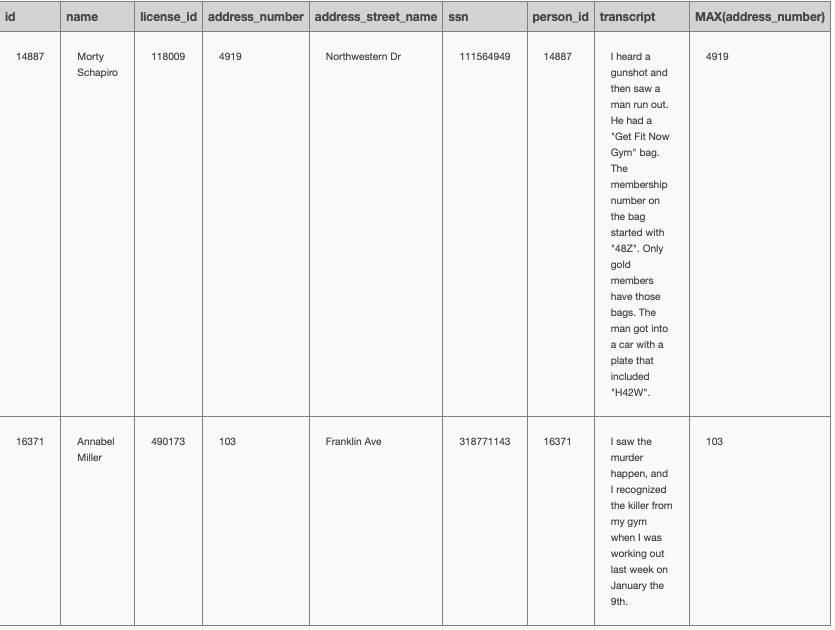 id name license_id address_number address_street_name ssn person_id transcript MAX(address_number)
14887 Morty 118009 4919 Northwestern Dr 111564949 14887 I heard a 4919
Schapiro gunshot and
then saw a
man run out.
He had a
"Get Fit Now
Gym" bag.
The
membership
number on
the bag
started with
"48Z". Only
gold
members
have those
bags. The
man got into
a car with a
plate that
included
"H42W".
16371 Annabel 490173 103 Franklin Ave 318771143 16371 I saw the 103
Miller murder
happen, and
I recognized
the killer from
my gym
when I was
working out
last week on
January the
9th.